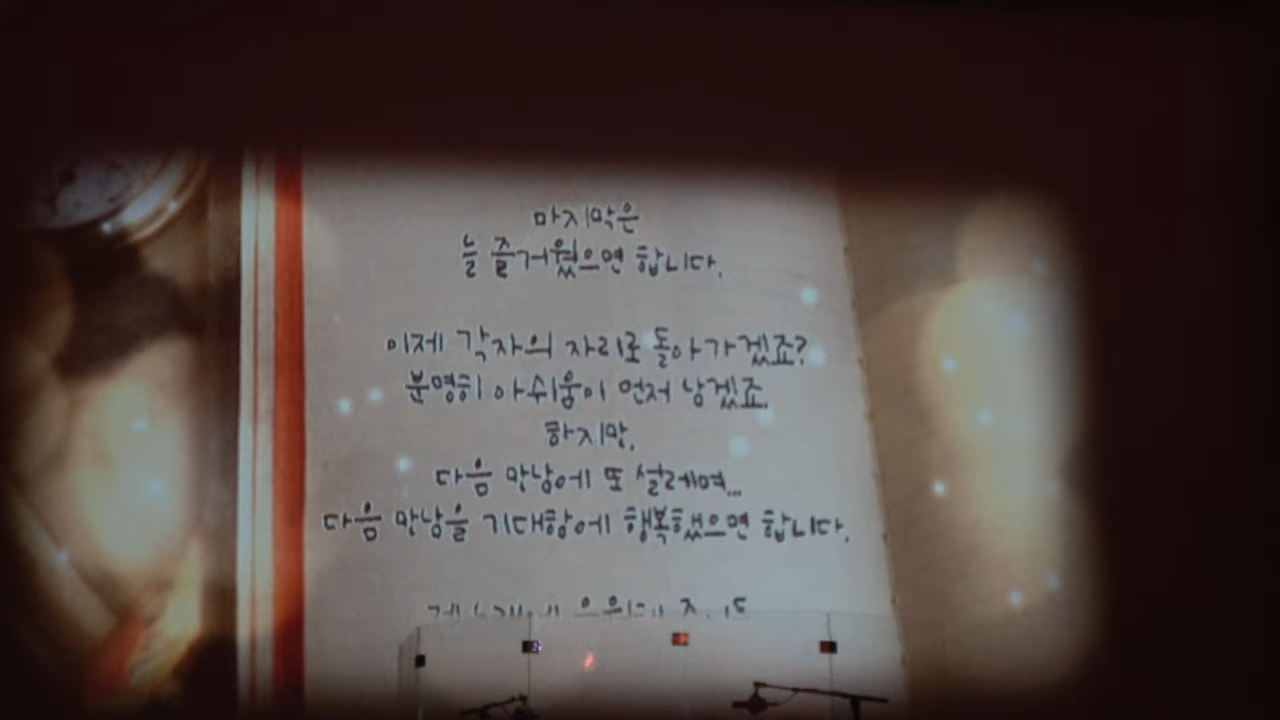 마지막은
늘 즐거웠으면 합니다.
이제 각자의 자리로 돌아가겠죠?
분명히 아쉬움이 먼저 남겠죠.
하지만,
다음 만남에 또 설레며...
다음 만남을 기대함에 행복했으면 합니다.